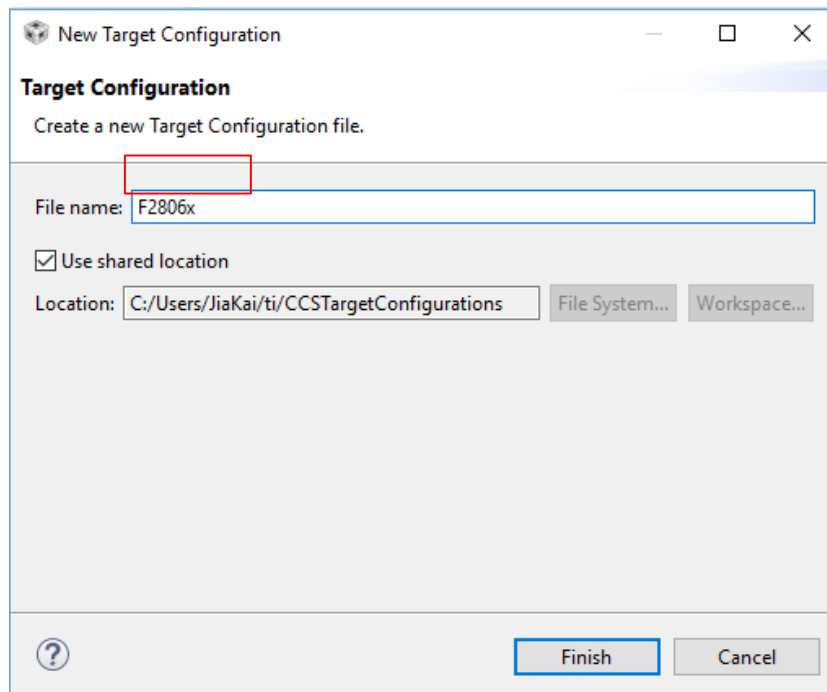 New Target Configuration
Target Configuration
Create a new Target Configuration file.
File name: F2806x
Use shared location
Location: C:/Users/JiaKai/ti/CCSTargetConfigurations File System... Workspace...
? Finish Cancel